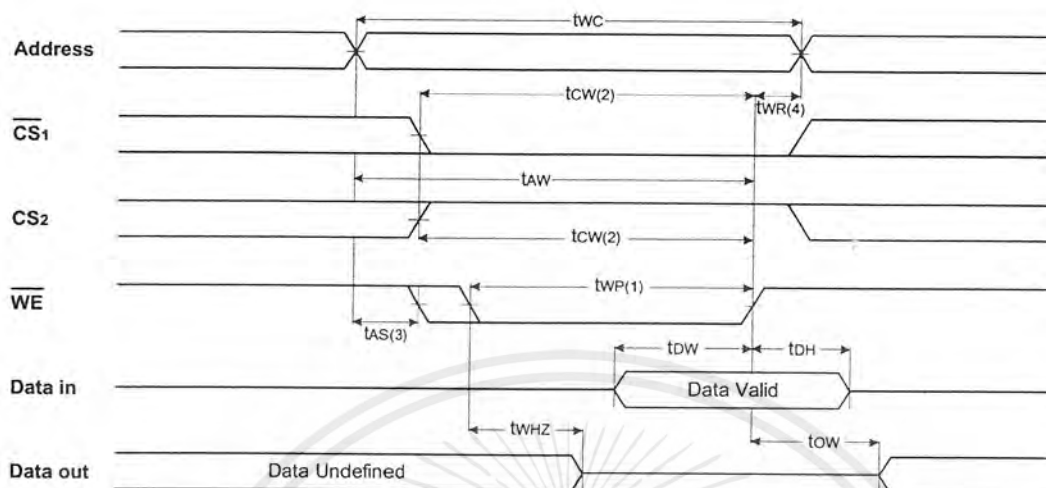 tWC
Address
tCW(2)
tWR(4)
CS1
tAW
CS2
tCW(2)
WE
tWP(1)
tAS(3)
tDW
tDH
Data in
Data Valid
tWHZ
tOW
Data out
Data Undefined